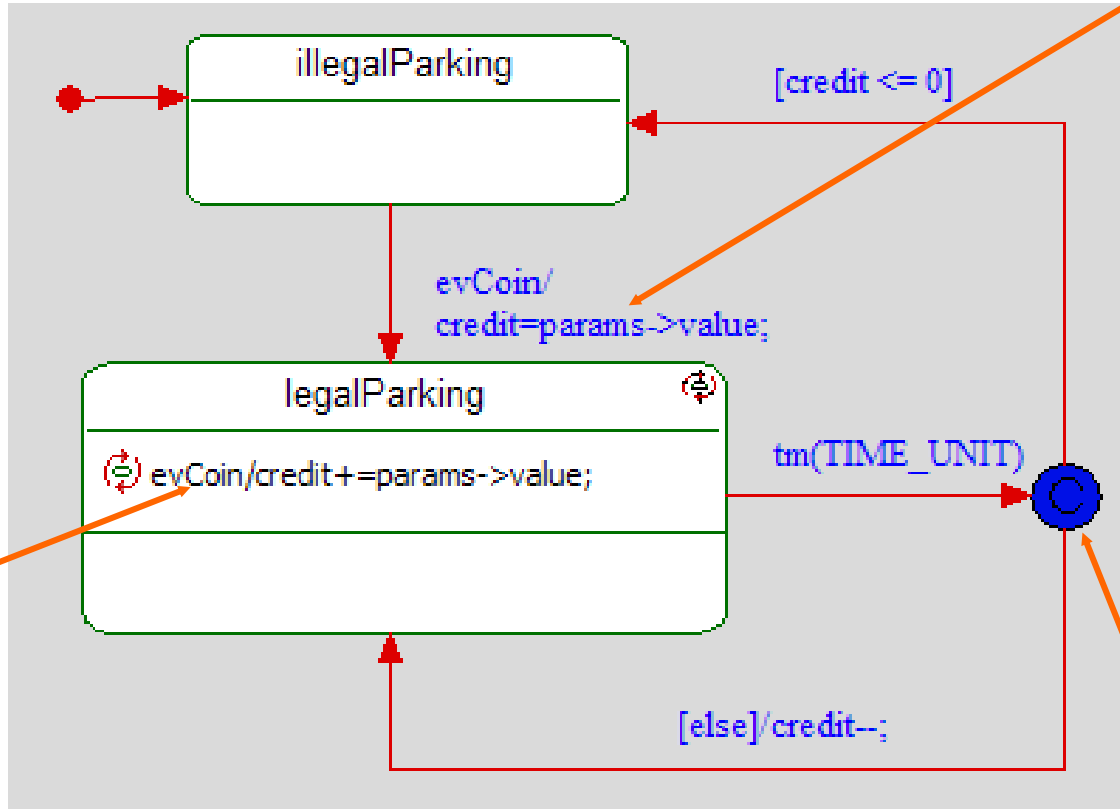 illegalParking
[credit <= 0]
evCoin/
credit=params->value;
legalParking
evCoin/credit+=params->value;
tm(TIME_UNIT)
C
[else]/credit--;